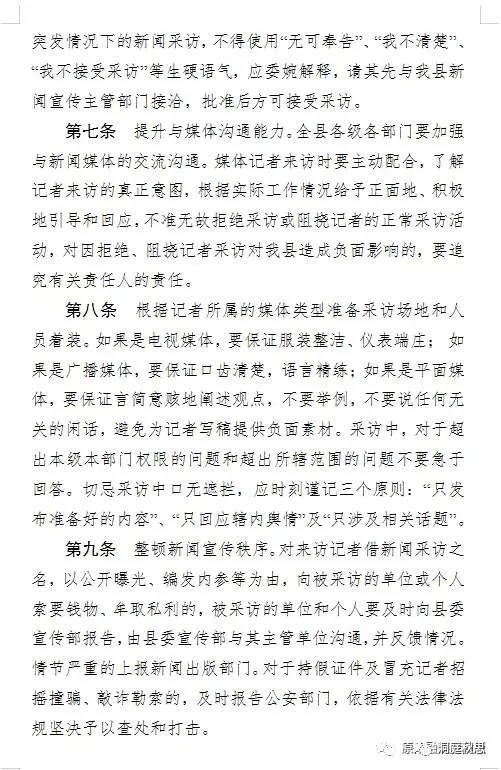 突发情况下的新闻采访，不得使用“无可奉告”、“我不清楚”、
“我不接受采访”等生硬语气，应委婉解释，请其先与我县新
闻宣传主管部门接洽，批准后方可接受采访。
第七条 提升与媒体沟通能力。全县各级各部门要加强
与新闻媒体的交流沟通。媒体记者来访时要主动配合，了解
记者来访的真正意图，根据实际工作情况给予正面地、积极
地引导和回应，不准无故拒绝采访或阻挠记者的正常采访活
动，对因拒绝、阻挠记者采访对我县造成负面影响的，要追
究有关责任人的责任。
第八条 根据记者所属的媒体类型准备采访场地和人
员着装。如果是电视媒体，要保证服装整洁、仪表端庄； 如
果是广播媒体，要保证口齿清楚，语言精练；如果是平面媒
体，要保证言简意赅地阐述观点，不要举例，不要说任何无
关的闲话，避免为记者写稿提供负面素材。采访中，对于超
出本级本部门权限的问题和超出所辖范围的问题不要急于
回答。切忌采访中口无遮拦，应时刻谨记三个原则：“只发
布准备好的内容”、“只回应辖内舆情”及“只涉及相关话题”。
第九条 整顿新闻宣传秩序。对来访记者借新闻采访之
名，以公开曝光、编发内参等为由，向被采访的单位或个人
索要钱物、牟取私利的，被采访的单位和个人要及时向县委
宣传部报告，由县委宣传部与其主管单位沟通，并反馈情况。
情节严重的上报新闻出版部门。对于持假证件及冒充记者招
摇撞骗、敲诈勒索的，及时报告公安部门，依据有关法律法
规坚决予以查处和打击。
洞庭秋思